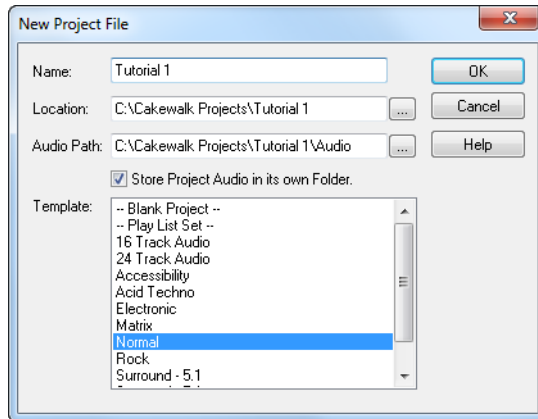 New Project File
Name: Tutorial 1 OK
Location: C:\Cakewalk Projects\Tutorial 1 ... Cancel
Audio Path: C:\Cakewalk Projects\Tutorial 1\Audio ... Help
Store Project Audio in its own Folder.
Template: -- Blank Project --
-- Play List Set --
16 Track Audio
24 Track Audio
Accessibility
Acid Techno
Electronic
Matrix
Normal
Rock
Surround - 5.1